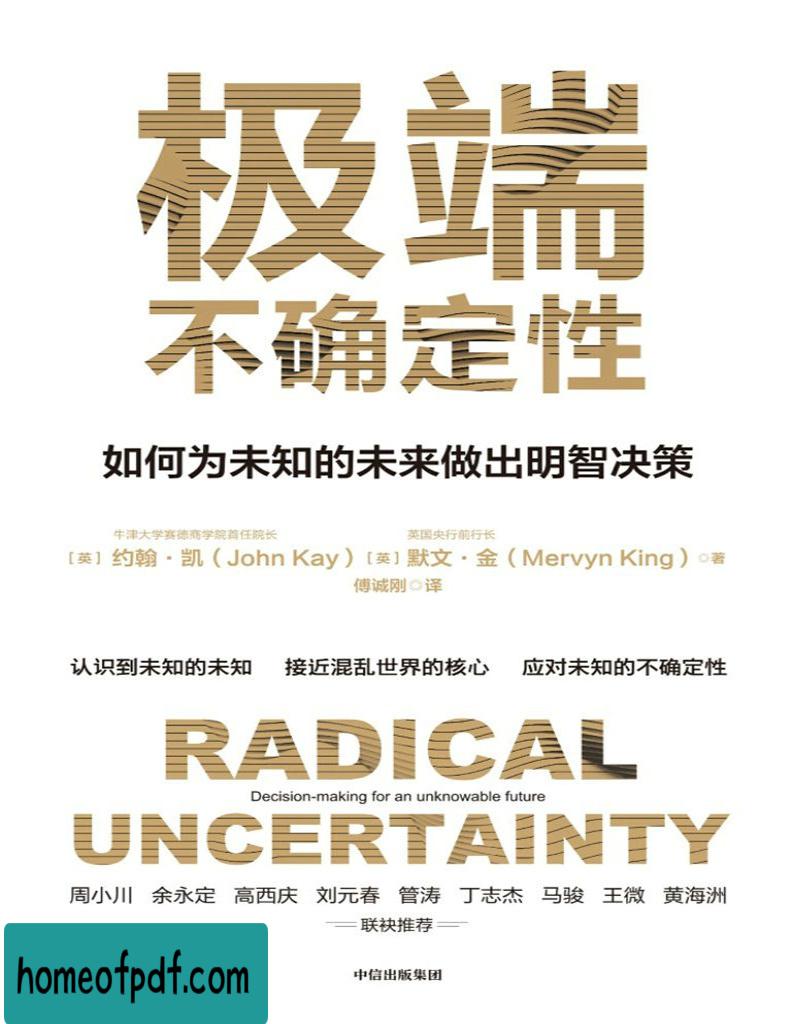 极端
不确定性
如何为未知的未来做出明智决策
牛津大学赛德商学院首任院长 英国央行前行长
[英] 约翰·凯（John Kay） [英] 默文·金（Mervyn King）◎著
傅诚刚◎译
认识到未知的未知 接近混乱世界的核心 应对未知的不确定性
RADICAL
Decision-making for an unknowable future
UNCERTAINTY
周小川 余永定 高西庆 刘元春 管涛 丁志杰 马骏 王微 黄海洲
联袂推荐
中信出版集团
homeofpdf.com